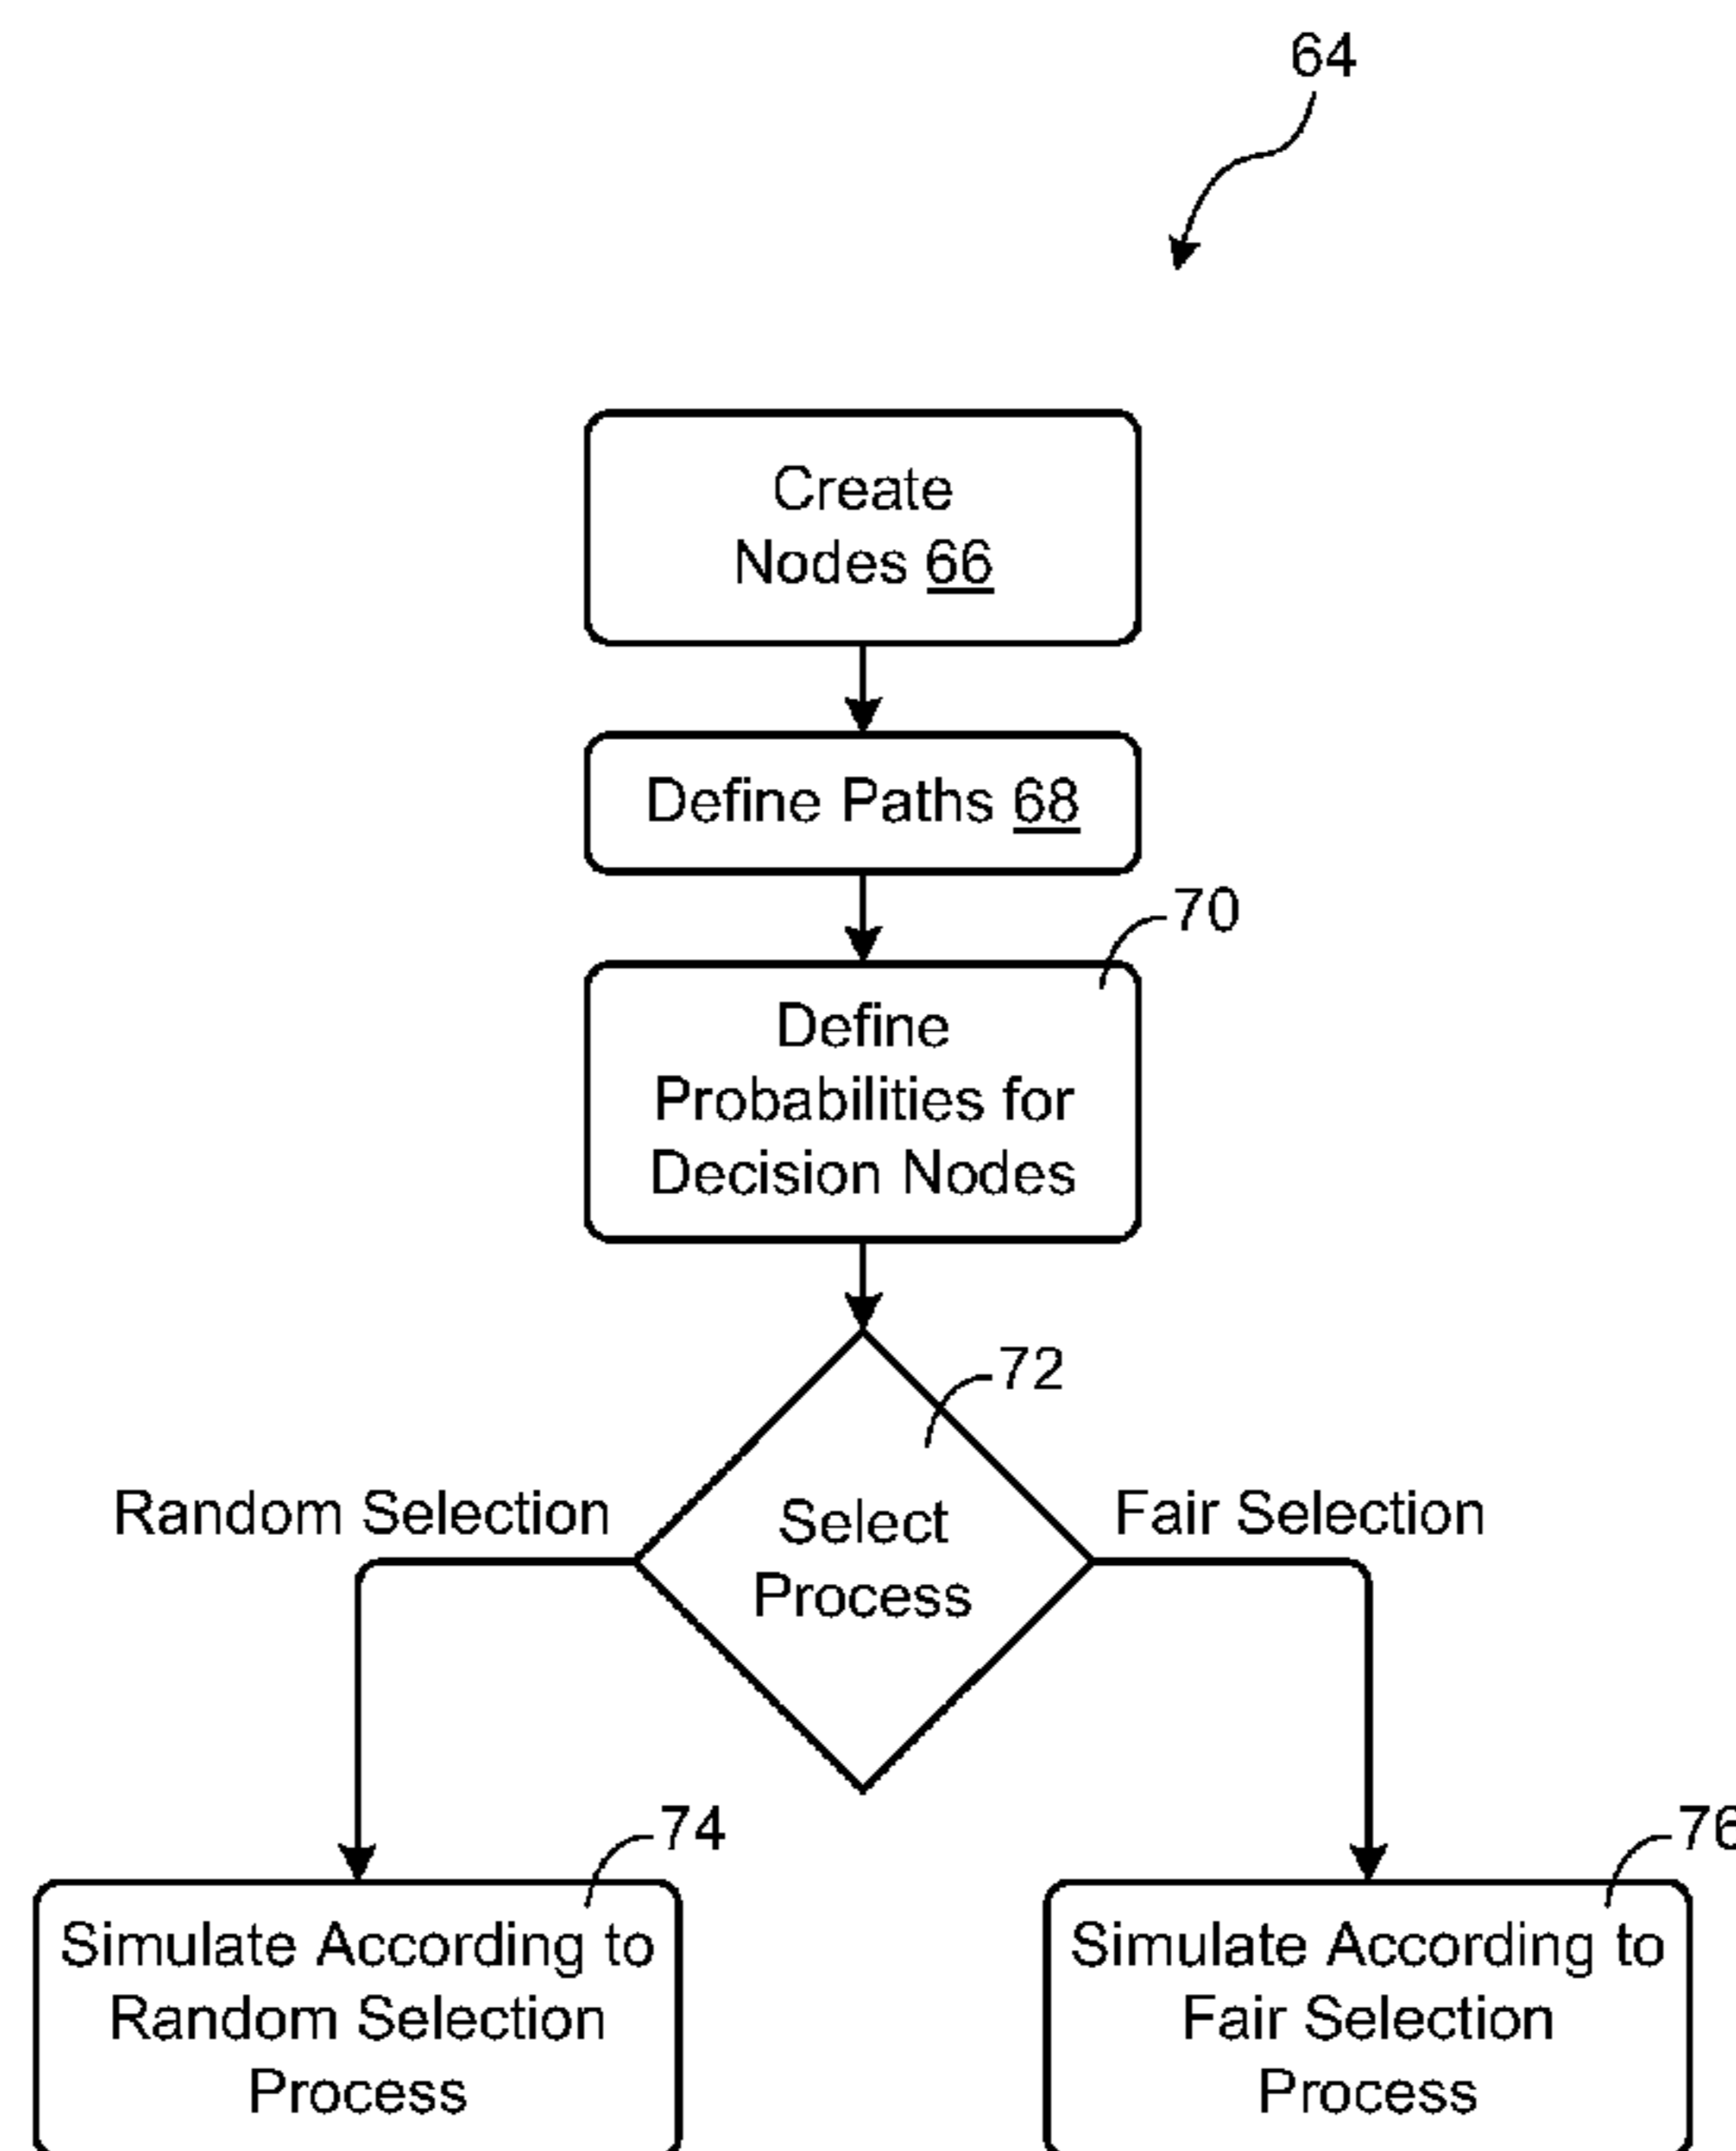 64
Create
Nodes 66
Define Paths 68
70
Define
Probabilities for
Decision Nodes
72
Select
Process
Random Selection
Fair Selection
74
Simulate According to
Random Selection
Process
76
Simulate According to
Fair Selection
Process